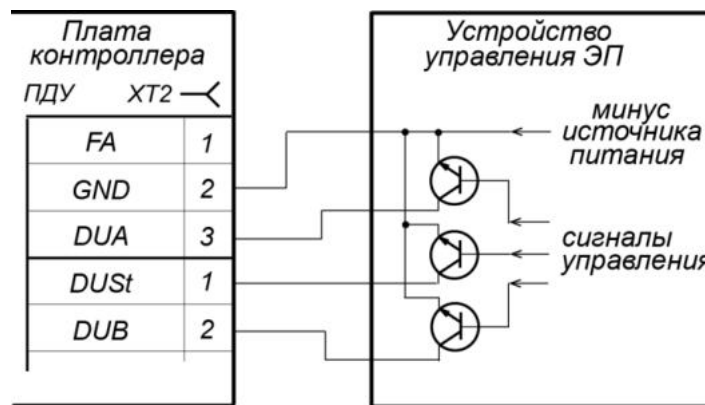 Плата
контроллера
ПДУ ХТ2
FA 1
GND 2
DUA 3
DUSt 1
DUB 2
Устройство
управления ЭП
минус
источника
питания
сигналы
управления